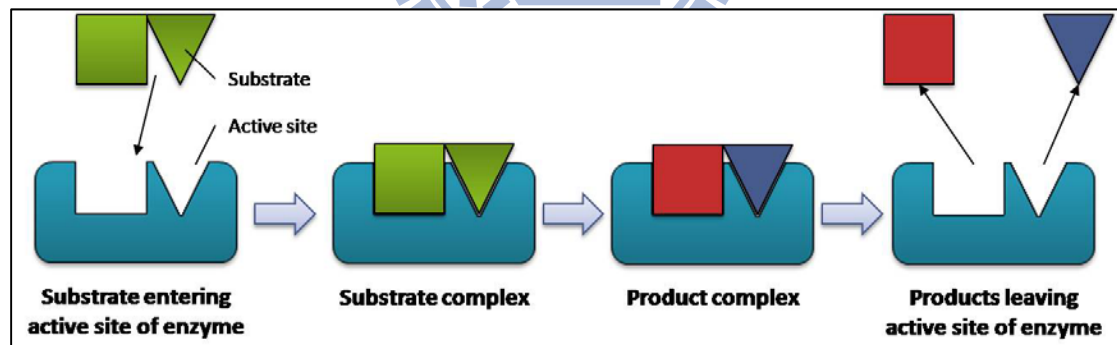 Substrate
Active site
Substrate entering
active site of enzyme
Substrate complex
Product complex
Products leaving
active site of enzyme